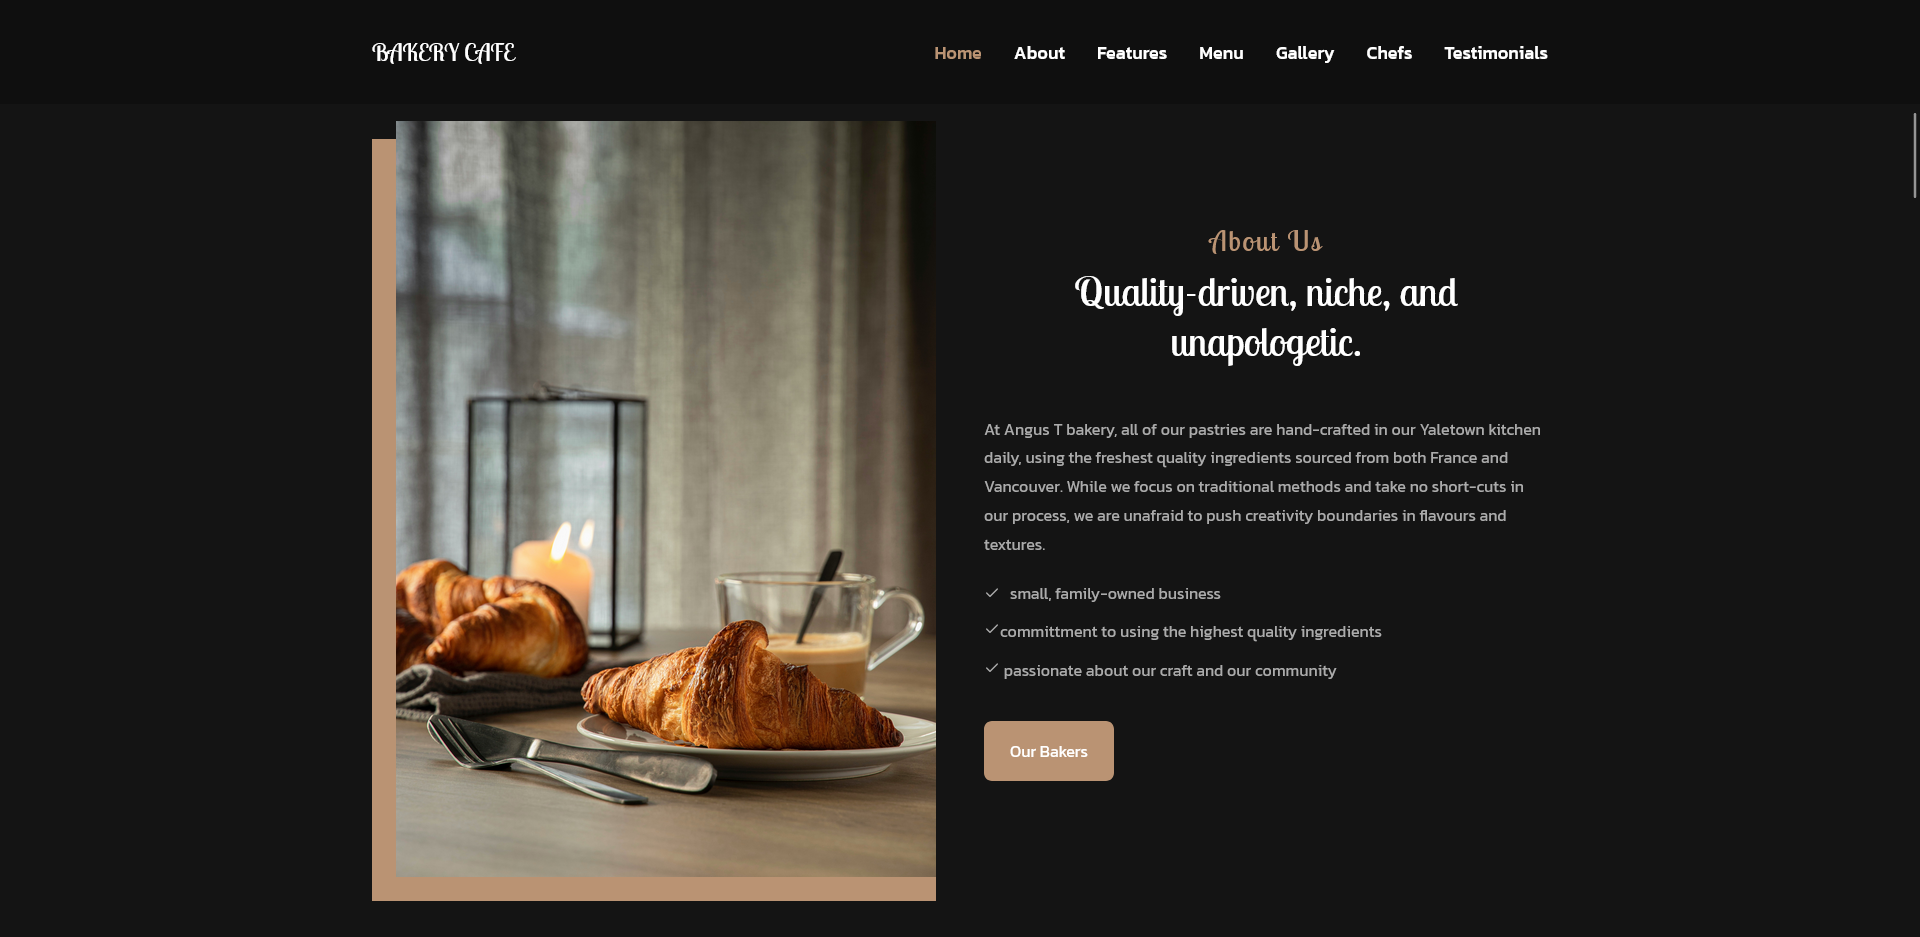 BAKERY CAFE
Home About Features Menu Gallery Chefs Testimonials
About Us
Quality-driven, niche, and
unapologetic.
At Angus T bakery, all of our pastries are hand-crafted in our Yaletown kitchen
daily, using the freshest quality ingredients sourced from both France and
Vancouver. While we focus on traditional methods and take no short-cuts in
our process, we are unafraid to push creativity boundaries in flavours and
textures.
small, family-owned business
committment to using the highest quality ingredients
passionate about our craft and our community
Our Bakers